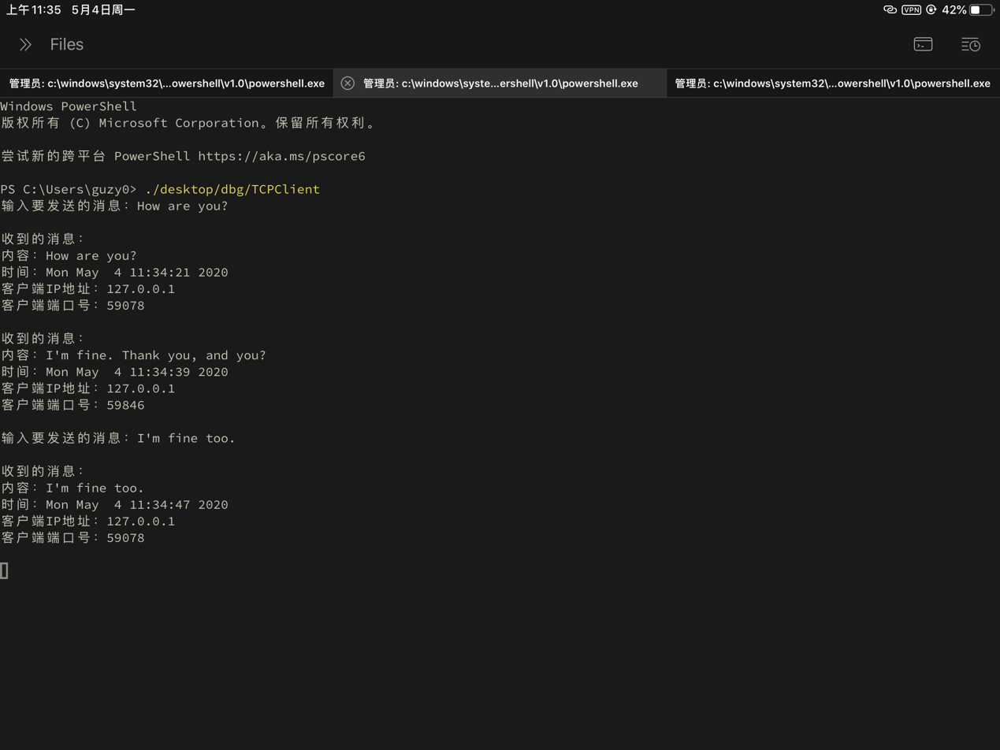 上午11:35 5月4日周一
VPN 42%
Files
管理员: c:\windows\system32\...owershell\v1.0\powershell.exe
管理员: c:\windows\syste...ershell\v1.0\powershell.exe
管理员: c:\windows\system32\...owershell\v1.0\powershell.exe
Windows PowerShell
版权所有 (C) Microsoft Corporation。保留所有权利。
尝试新的跨平台 PowerShell https://aka.ms/pscore6
PS C:\Users\guzy0> ./desktop/dbg/TCPClient
输入要发送的消息：How are you?
收到的消息：
内容：How are you?
时间：Mon May  4 11:34:21 2020
客户端IP地址：127.0.0.1
客户端端口号：59078
收到的消息：
内容：I'm fine. Thank you, and you?
时间：Mon May  4 11:34:39 2020
客户端IP地址：127.0.0.1
客户端端口号：59846
输入要发送的消息：I'm fine too.
收到的消息：
内容：I'm fine too.
时间：Mon May  4 11:34:47 2020
客户端IP地址：127.0.0.1
客户端端口号：59078